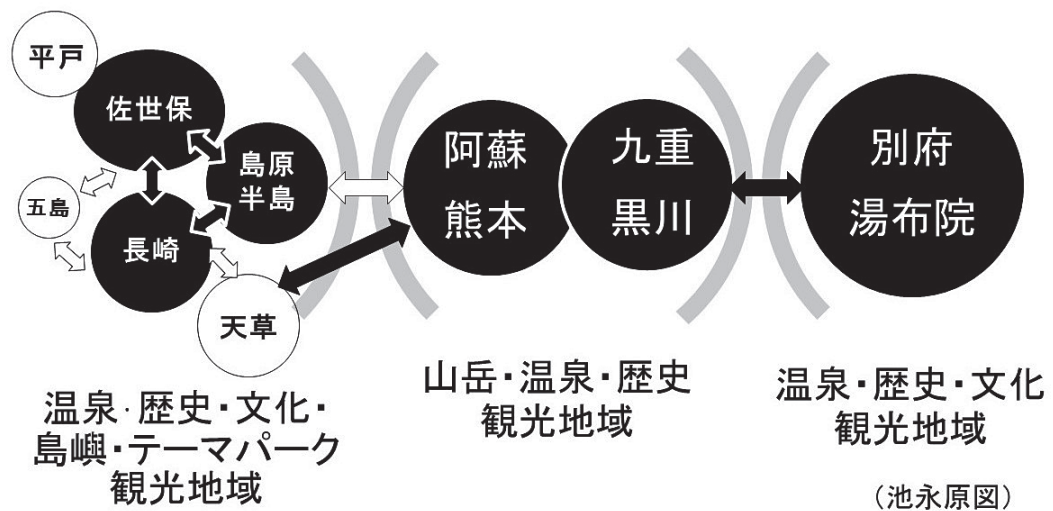 平戸
佐世保
島原
半島
五島
長崎
天草
阿蘇
熊本
九重
黒川
別府
湯布院
温泉・歴史・文化・
島嶼・テーマパーク
観光地域
山岳・温泉・歴史
観光地域
温泉・歴史・文化
観光地域
（池永原図）